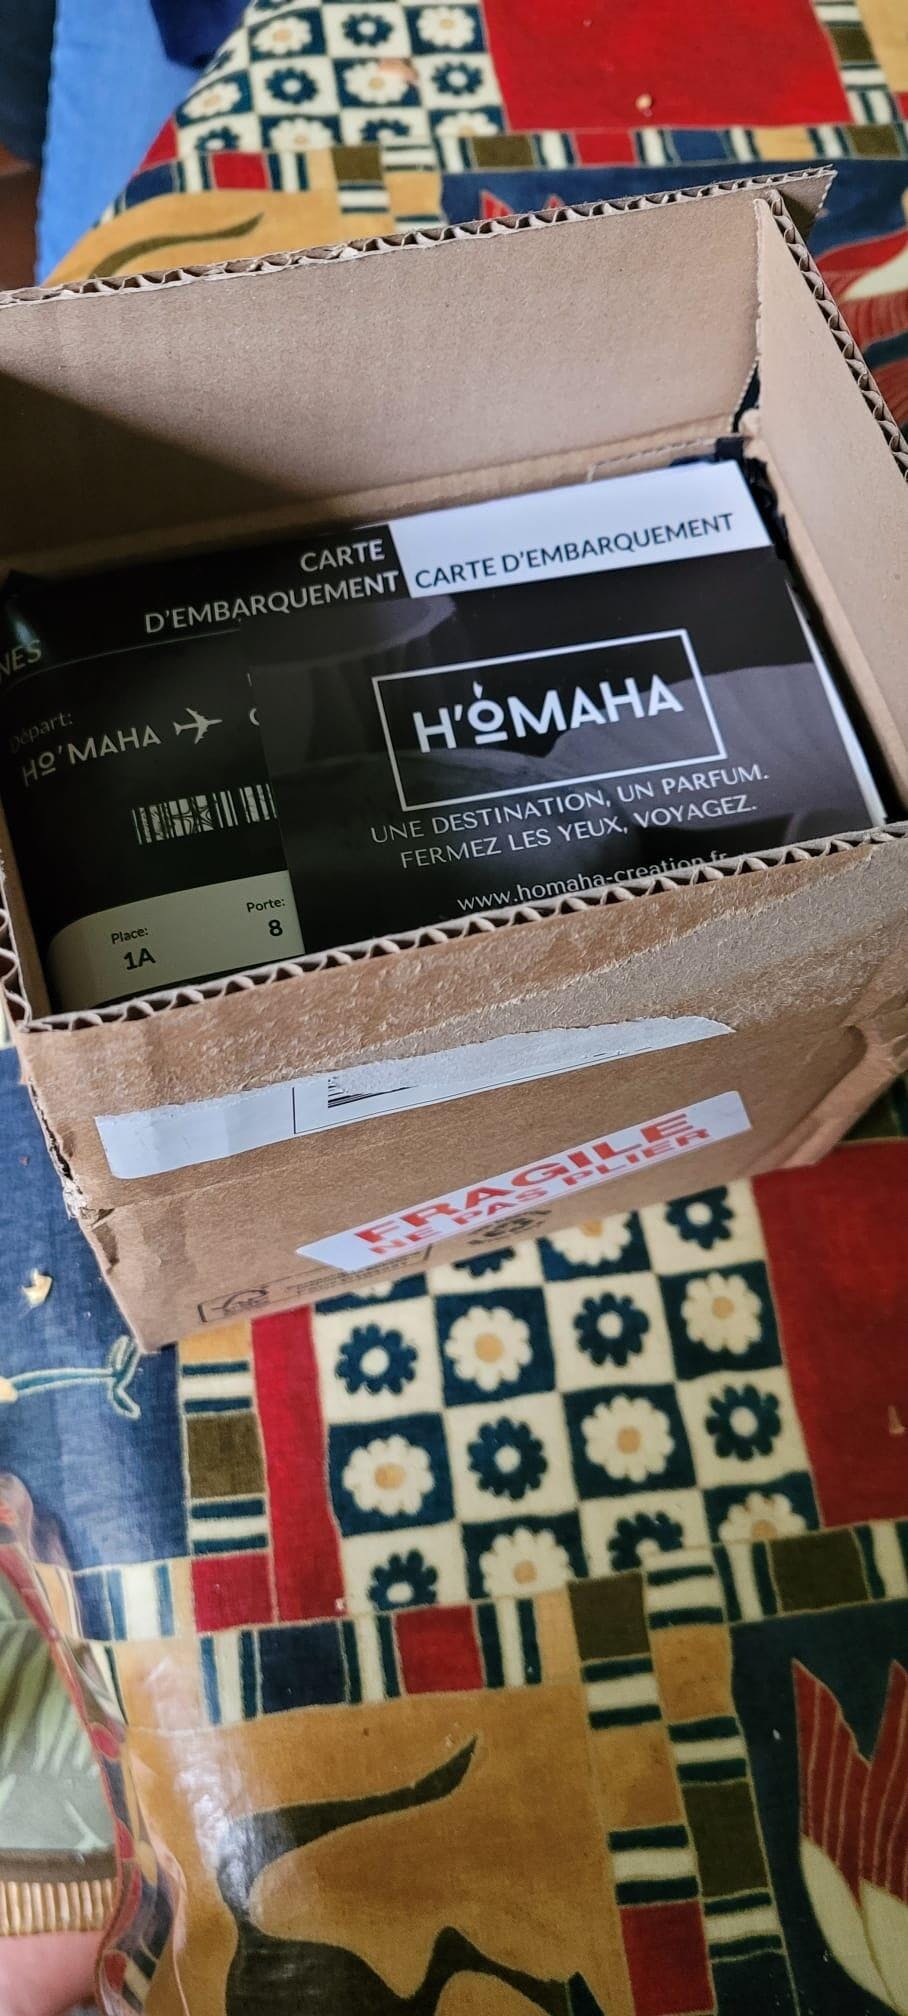 CARTE
D'EMBARQUEMENT
CARTE D'EMBARQUEMENT
NES
Départ:
HO'MAHA
Place:
1A
Porte:
8
H'OMAHA
UNE DESTINATION, UN PARFUM.
FERMEZ LES YEUX, VOYAGEZ.
www.homaha-creation.fr
FRAGILE
NE PAS PLIER